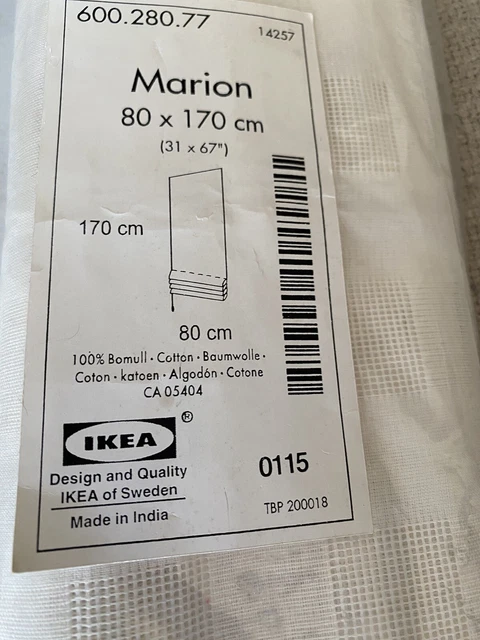 600.280.77
14257
Marion
80 x 170 cm
(31 x 67")
170 cm
80 cm
100% Bomull · Cotton · Baumwolle ·
Coton · katoen · Algodón · Cotone
CA 05404
IKEA ®
Design and Quality
IKEA of Sweden
Made in India
0115
TBP 200018